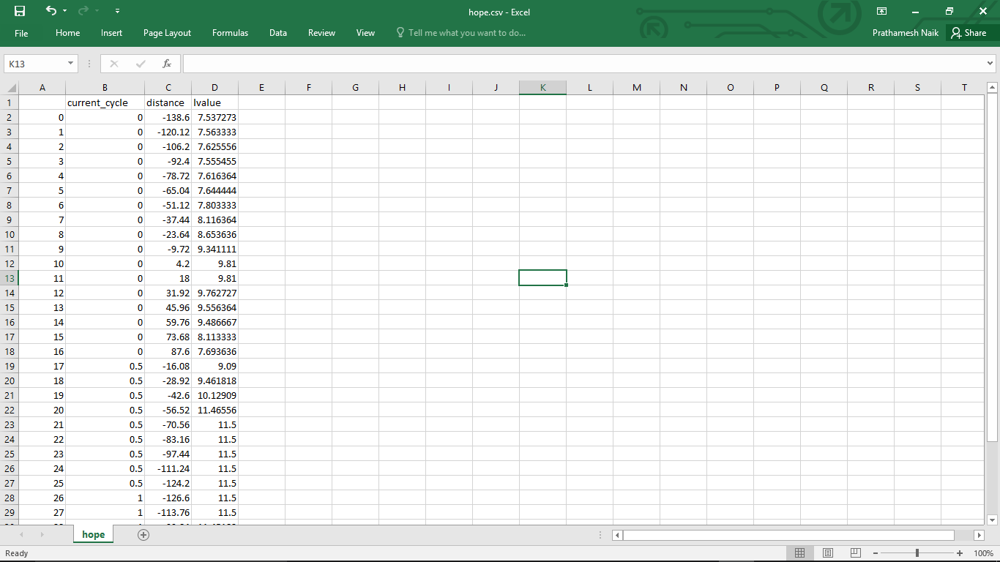 hope.csv - Excel
File Home Insert Page Layout Formulas Data Review View Tell me what you want to do... Prathamesh Naik Share
K13 fx
A B C D E F G H I J K L M N O P Q R S T
1 current_cycle distance lvalue
2 0 0 -138.6 7.537273
3 1 0 -120.12 7.563333
4 2 0 -106.2 7.625556
5 3 0 -92.4 7.555455
6 4 0 -78.72 7.616364
7 5 0 -65.04 7.644444
8 6 0 -51.12 7.803333
9 7 0 -37.44 8.116364
10 8 0 -23.64 8.653636
11 9 0 -9.72 9.341111
12 10 0 4.2 9.81
13 11 0 18 9.81
14 12 0 31.92 9.762727
15 13 0 45.96 9.556364
16 14 0 59.76 9.486667
17 15 0 73.68 8.113333
18 16 0 87.6 7.693636
19 17 0.5 -16.08 9.09
20 18 0.5 -28.92 9.461818
21 19 0.5 -42.6 10.12909
22 20 0.5 -56.52 11.46556
23 21 0.5 -70.56 11.5
24 22 0.5 -83.16 11.5
25 23 0.5 -97.44 11.5
26 24 0.5 -111.24 11.5
27 25 0.5 -124.2 11.5
28 26 1 -126.6 11.5
29 27 1 -113.76 11.5
hope
Ready 100%